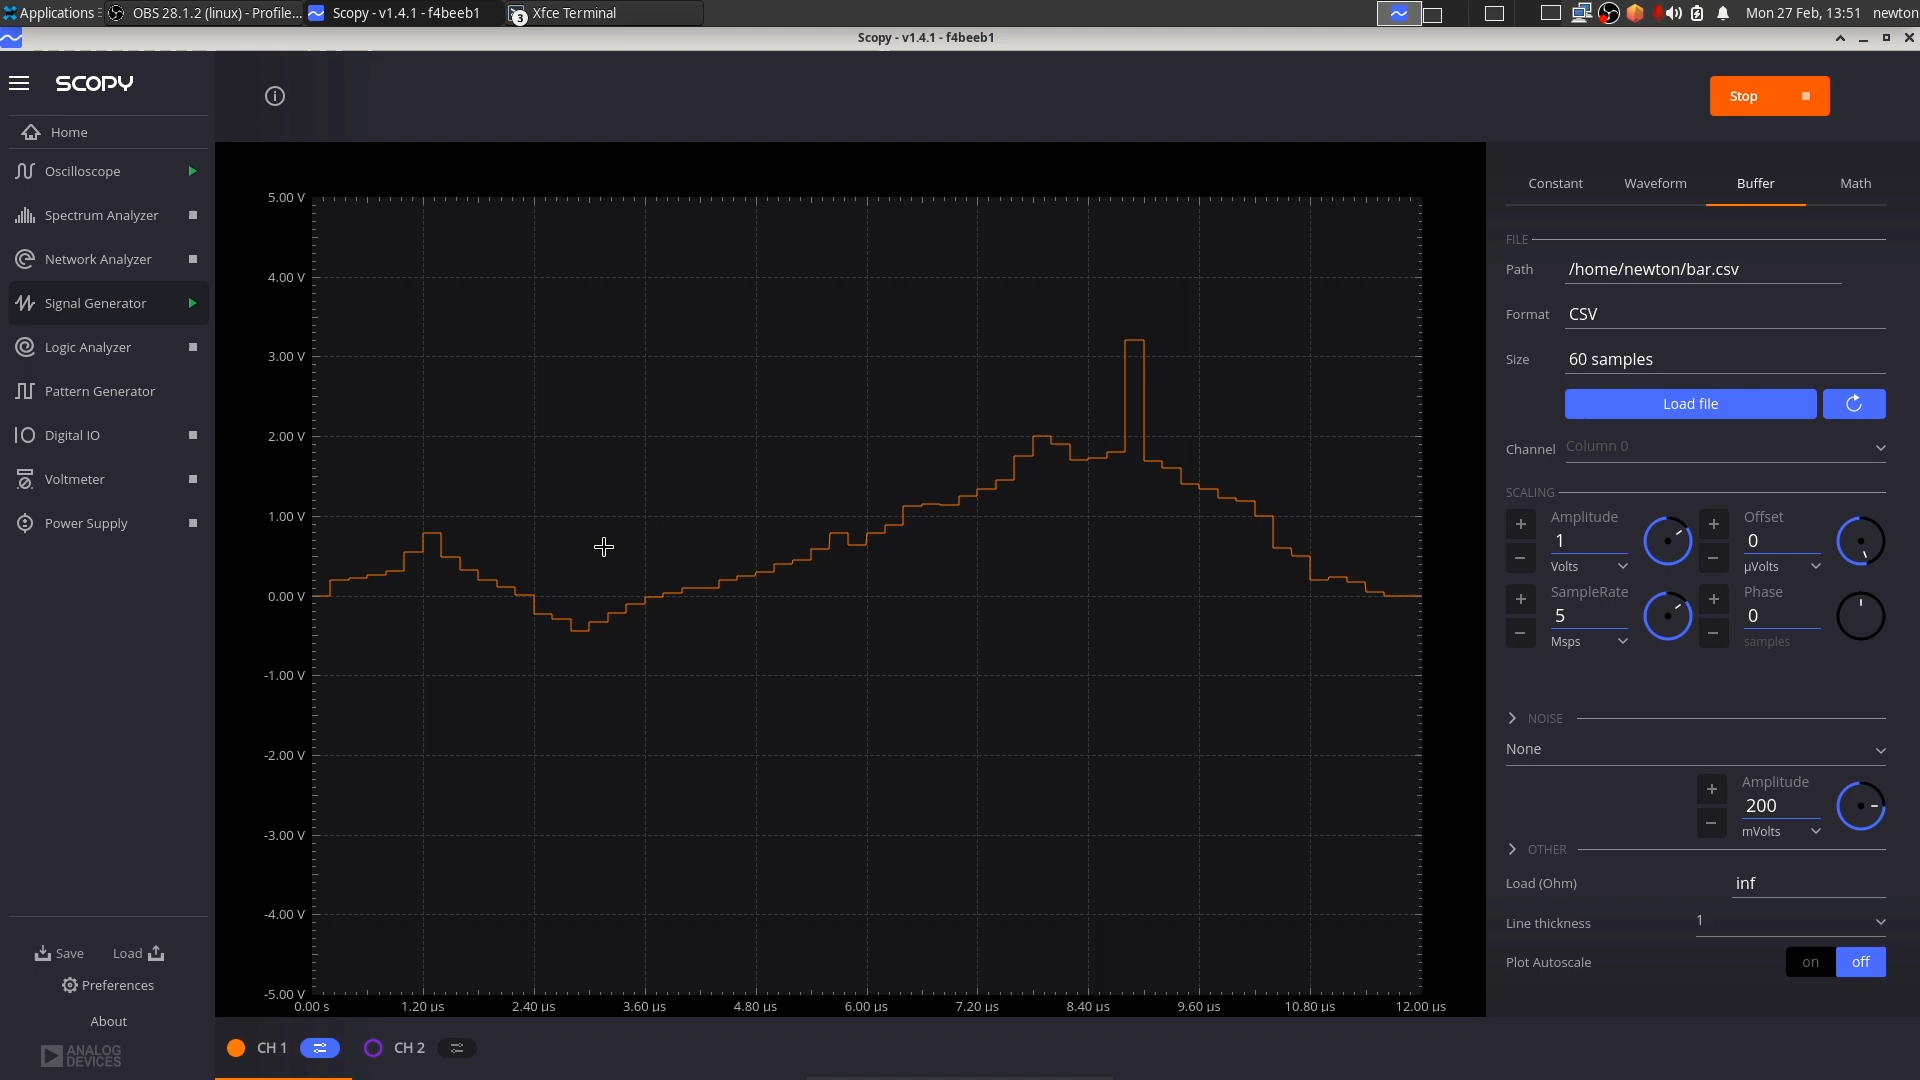 Applications OBS 28.1.2 (linux) - Profile... Scopy - v1.4.1 - f4beeb1 3 Xfce Terminal Mon 27 Feb, 13:51 newton
Scopy - v1.4.1 - f4beeb1
SCOPY
Home
Oscilloscope
Spectrum Analyzer
Network Analyzer
Signal Generator
Logic Analyzer
Pattern Generator
Digital IO
Voltmeter
Power Supply
Save Load
Preferences
About
ANALOG
DEVICES
Stop
5.00 V
4.00 V
3.00 V
2.00 V
1.00 V
0.00 V
-1.00 V
-2.00 V
-3.00 V
-4.00 V
-5.00 V
0.00 s 1.20 µs 2.40 µs 3.60 µs 4.80 µs 6.00 µs 7.20 µs 8.40 µs 9.60 µs 10.80 µs 12.00 µs
CH 1 CH 2
Constant Waveform Buffer Math
FILE
Path /home/newton/bar.csv
Format CSV
Size 60 samples
Load file
Channel Column 0
SCALING
+ Amplitude + Offset
1 0
- Volts - µVolts
+ SampleRate + Phase
5 0
- Msps - samples
NOISE
None
+ Amplitude
200
- mVolts
OTHER
Load (Ohm) inf
Line thickness 1
Plot Autoscale on off